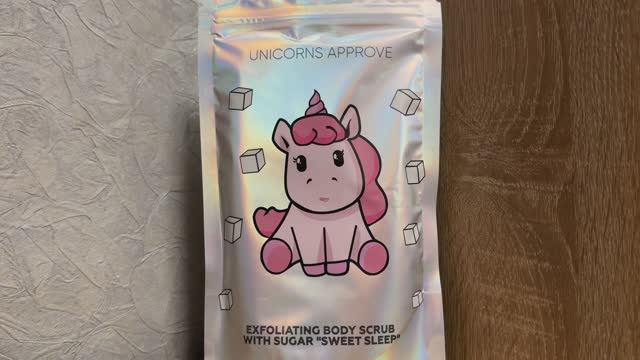 UNICORNS APPROVE
EXFOLIATING BODY SCRUB
WITH SUGAR "SWEET SLEEP"